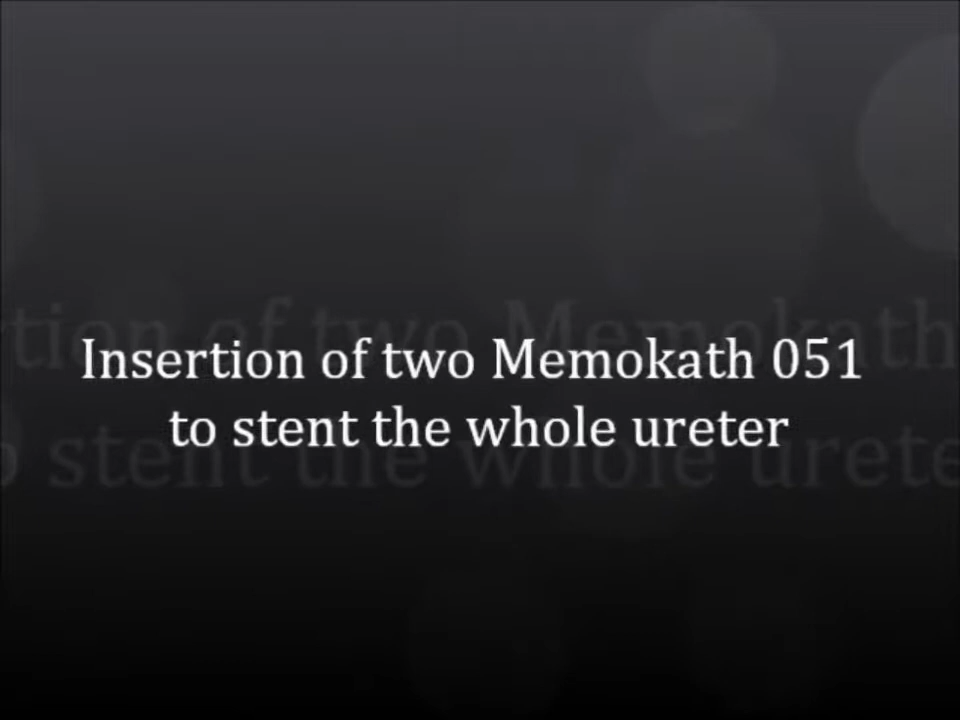 Insertion of two Memokath 051
to stent the whole ureter